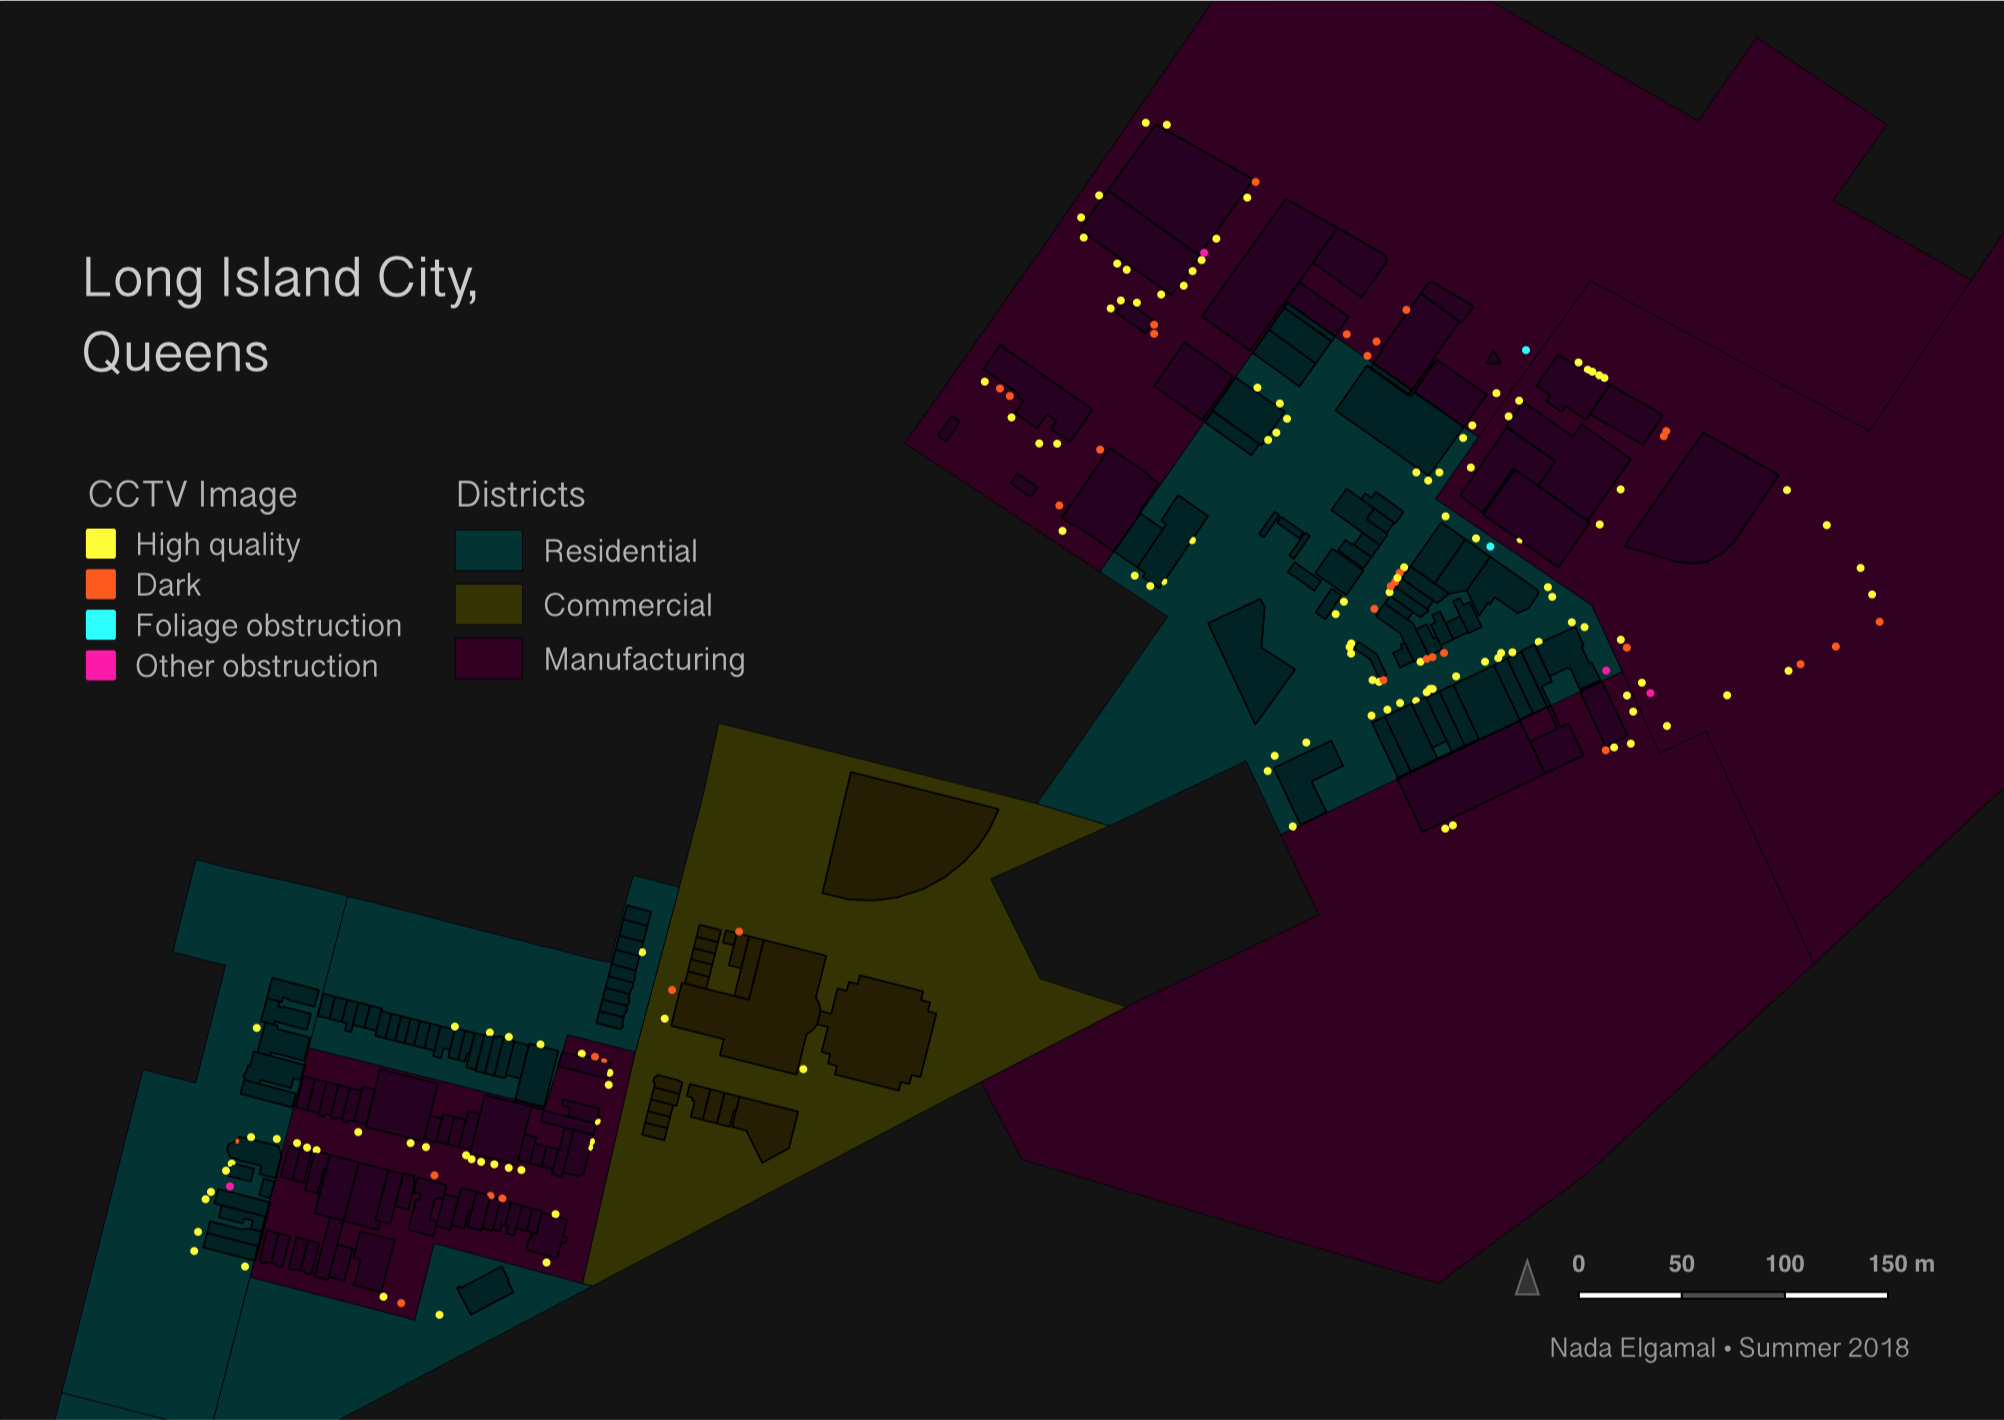 Long Island City,
Queens
CCTV Image
High quality
Dark
Foliage obstruction
Other obstruction
Districts
Residential
Commercial
Manufacturing
0 50 100 150 m
Nada Elgamal • Summer 2018